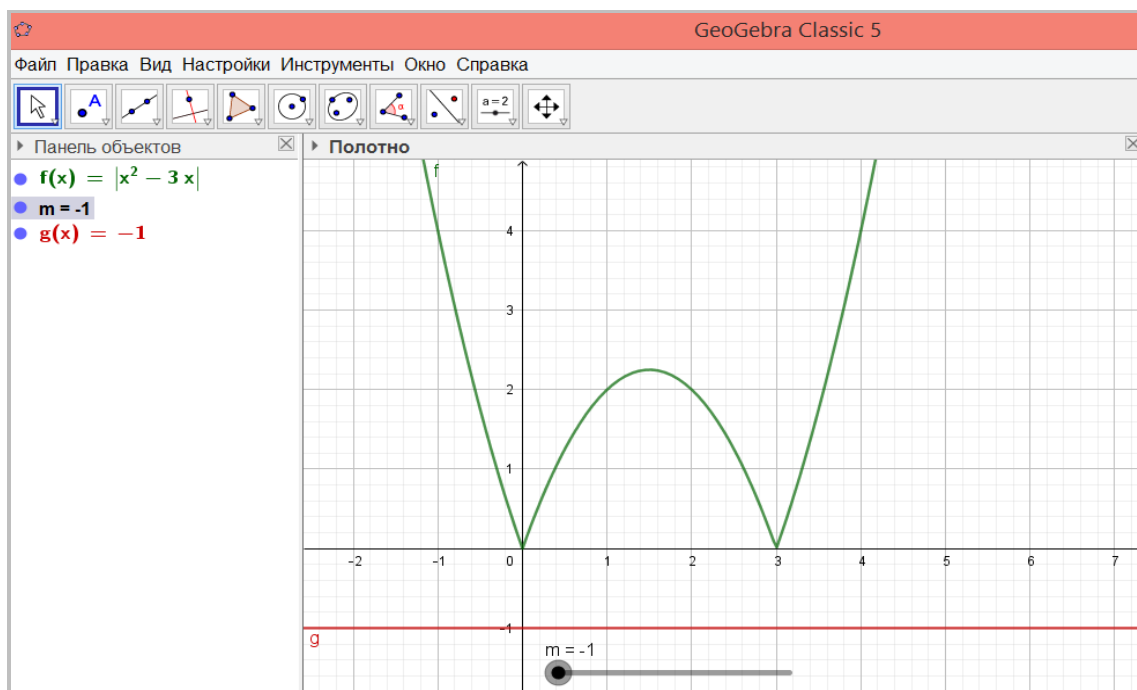 GeoGebra Classic 5
Файл Правка Вид Настройки Инструменты Окно Справка
A α a = 2
Панель объектов
f(x) = |x² − 3 x|
m = -1
g(x) = −1
Полотно
f
4
3
2
1
-2 -1 0 1 2 3 4 5 6 7
-1
g
m = -1